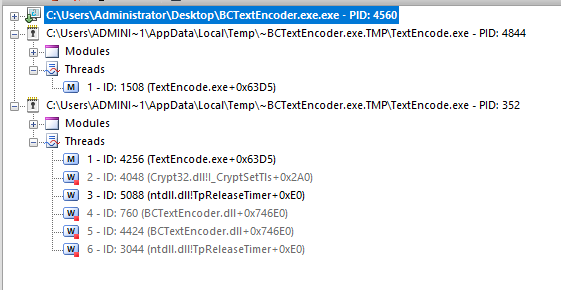 C:\Users\Administrator\Desktop\BCTextEncoder.exe.exe - PID: 4560
C:\Users\ADMINI~1\AppData\Local\Temp\~BCTextEncoder.exe.TMP\TextEncode.exe - PID: 4844
Modules
Threads
M 1 - ID: 1508 (TextEncode.exe+0x63D5)
C:\Users\ADMINI~1\AppData\Local\Temp\~BCTextEncoder.exe.TMP\TextEncode.exe - PID: 352
Modules
Threads
M 1 - ID: 4256 (TextEncode.exe+0x63D5)
W 2 - ID: 4048 (Crypt32.dll!I_CryptSetTls+0x2A0)
W 3 - ID: 5088 (ntdll.dll!TpReleaseTimer+0xE0)
W 4 - ID: 760 (BCTextEncoder.dll+0x746E0)
W 5 - ID: 4424 (BCTextEncoder.dll+0x746E0)
W 6 - ID: 3044 (ntdll.dll!TpReleaseTimer+0xE0)